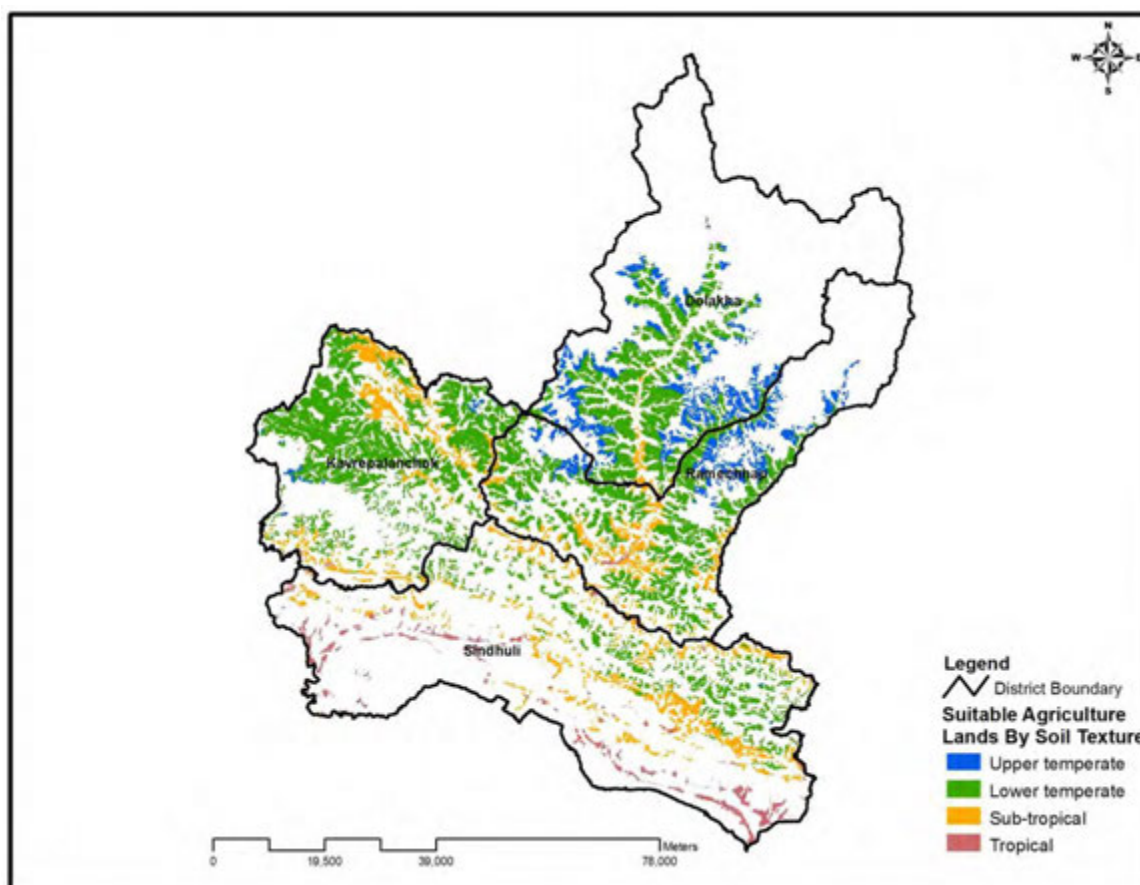 N
W E
S
Dolakha
Kavrepalanchok
Ramechhap
Sindhuli
Legend
District Boundary
Suitable Agriculture
Lands By Soil Texture
Upper temperate
Lower temperate
Sub-tropical
Tropical
Meters
0 19,500 39,000 78,000